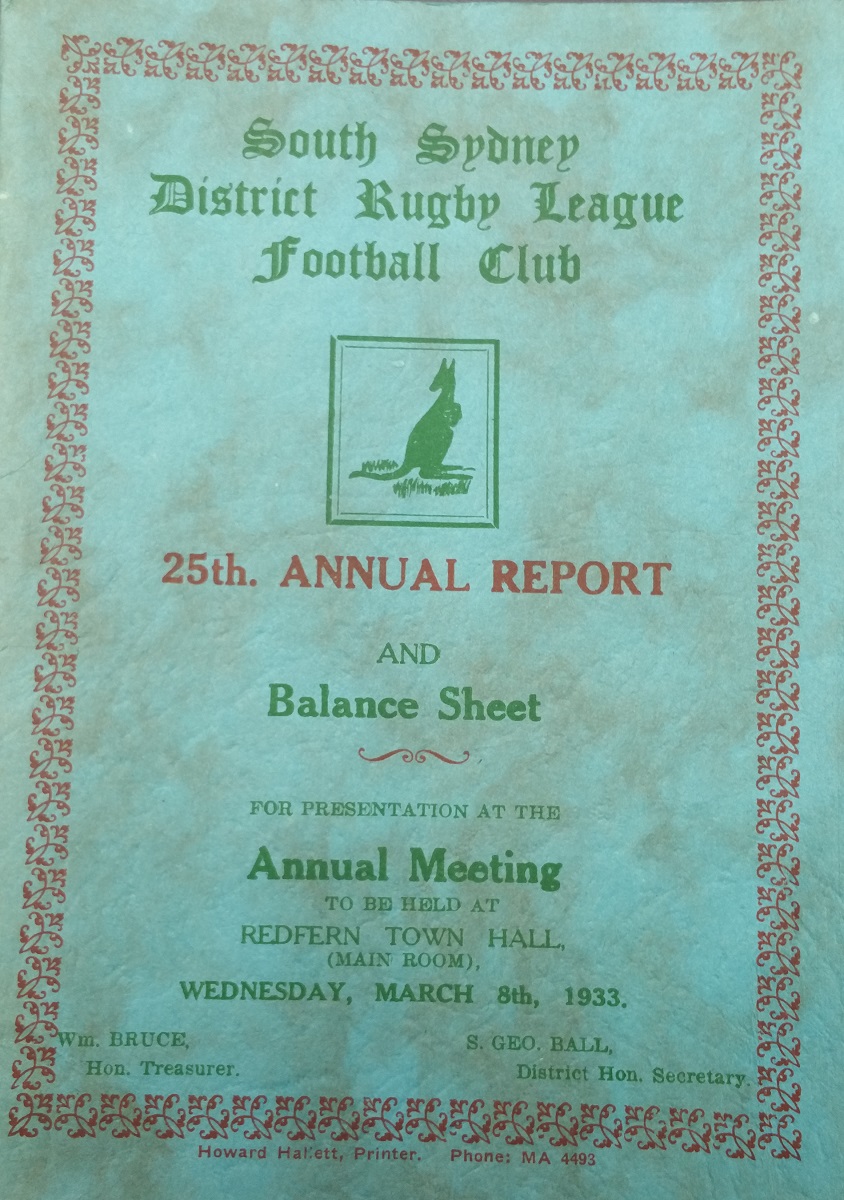 South Sydney
District Rugby League
Football Club
25th. ANNUAL REPORT
AND
Balance Sheet
FOR PRESENTATION AT THE
Annual Meeting
TO BE HELD AT
REDFERN TOWN HALL,
(MAIN ROOM),
WEDNESDAY, MARCH 8th, 1933.
Wm. BRUCE,
Hon. Treasurer.
S. GEO. BALL,
District Hon. Secretary.
Howard Hallett, Printer. Phone: MA 4493